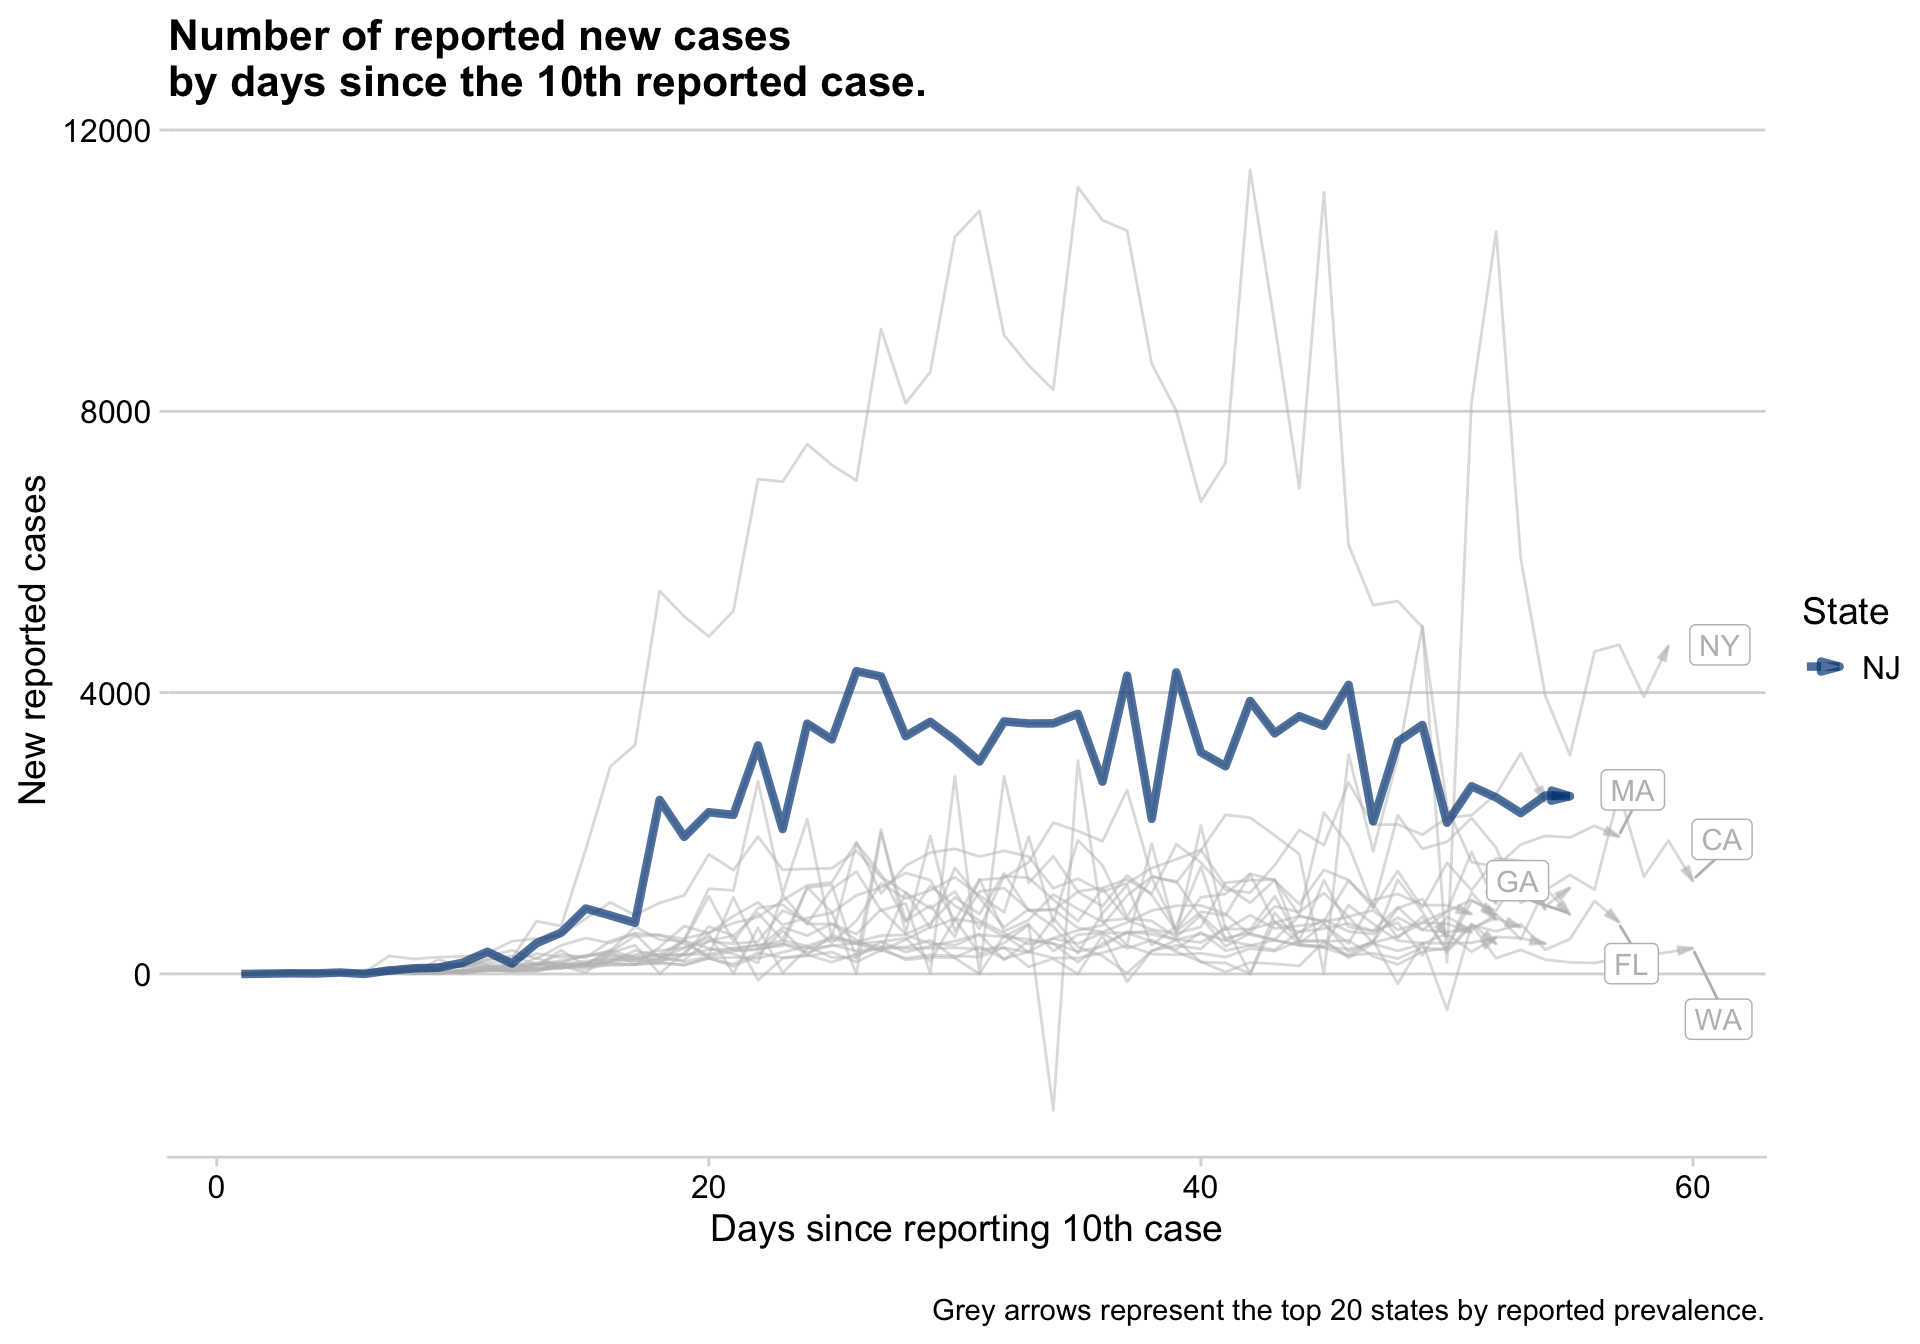 Number of reported new cases
by days since the 10th reported case.
12000
8000
4000
0
New reported cases
NY
MA
CA
GA
FL
WA
State
NJ
0 20 40 60
Days since reporting 10th case
Grey arrows represent the top 20 states by reported prevalence.